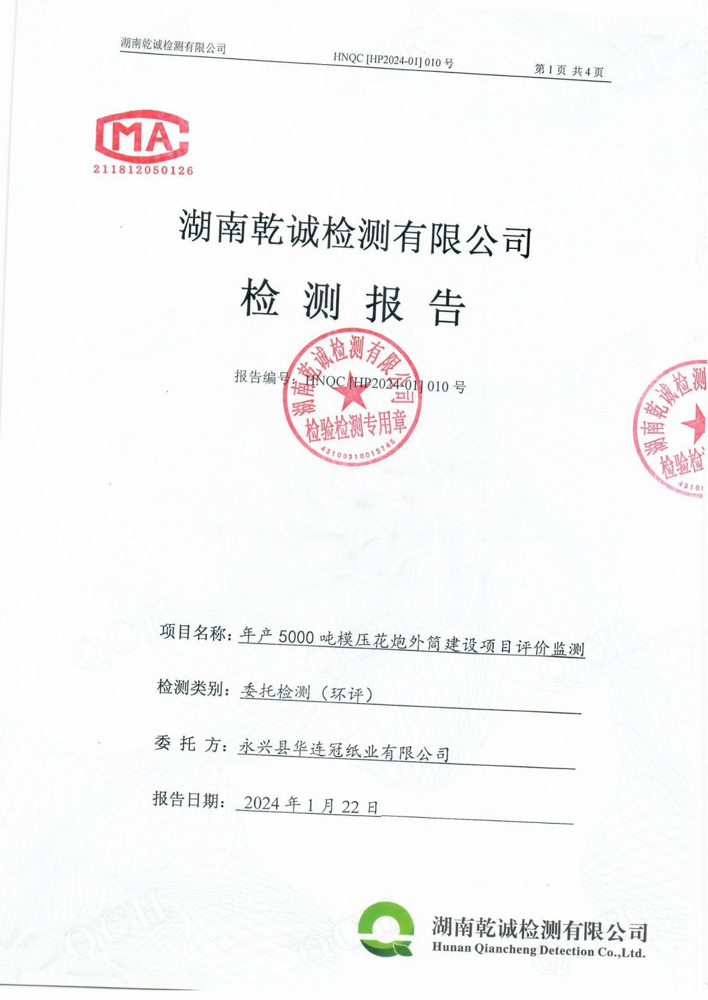 湖南乾诚检测有限公司 HNQC [HP2024-01] 010 号 第 1 页 共 4 页
CMA
211812050126
湖南乾诚检测有限公司
检测报告
报告编号: HNQC [HP2024-01] 010 号
湖南乾诚检测有限公司
检验检测专用章
43100310015745
湖南乾诚检测
检验检
4310
项目名称: 年产 5000 吨模压花炮外筒建设项目评价监测
检测类别: 委托检测（环评）
委 托 方: 永兴县华连冠纸业有限公司
报告日期: 2024 年 1 月 22 日
湖南乾诚检测有限公司
Hunan Qiancheng Detection Co.,Ltd.